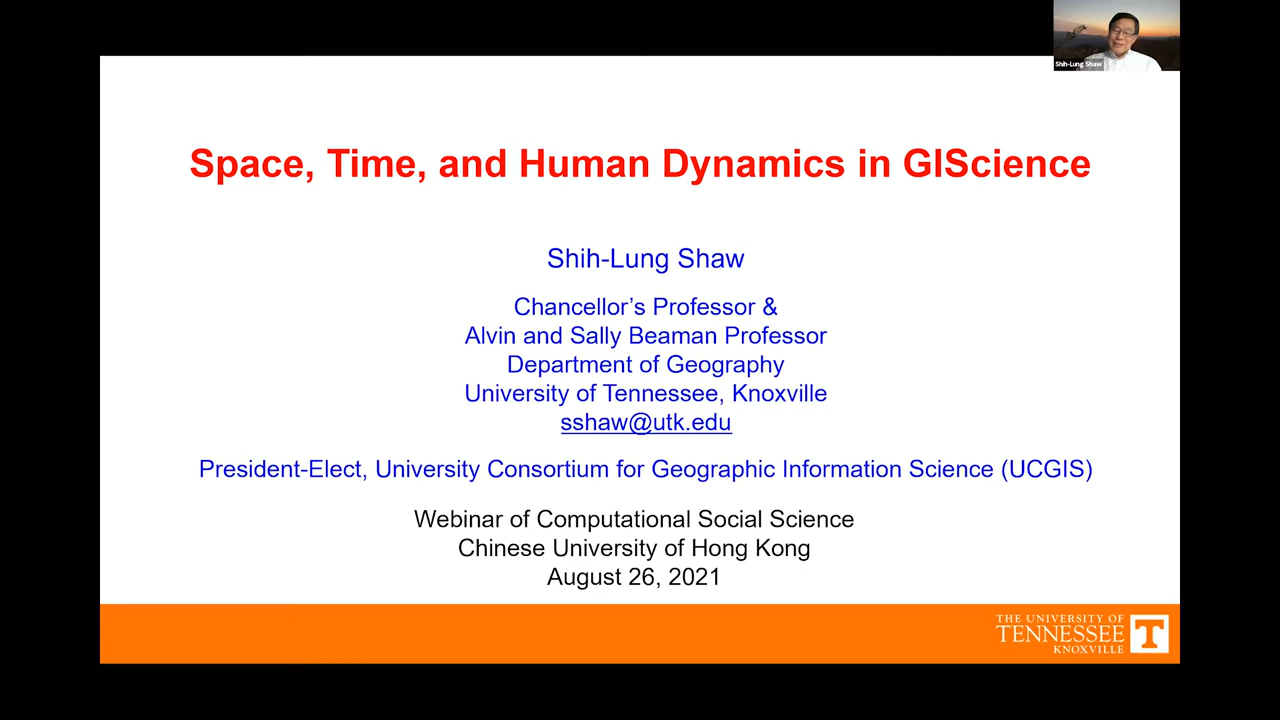 Shih-Lung Shaw
Space, Time, and Human Dynamics in GIScience
Shih-Lung Shaw
Chancellor’s Professor &
Alvin and Sally Beaman Professor
Department of Geography
University of Tennessee, Knoxville
sshaw@utk.edu
President-Elect, University Consortium for Geographic Information Science (UCGIS)
Webinar of Computational Social Science
Chinese University of Hong Kong
August 26, 2021
THE UNIVERSITY OF
TENNESSEE
KNOXVILLE
T